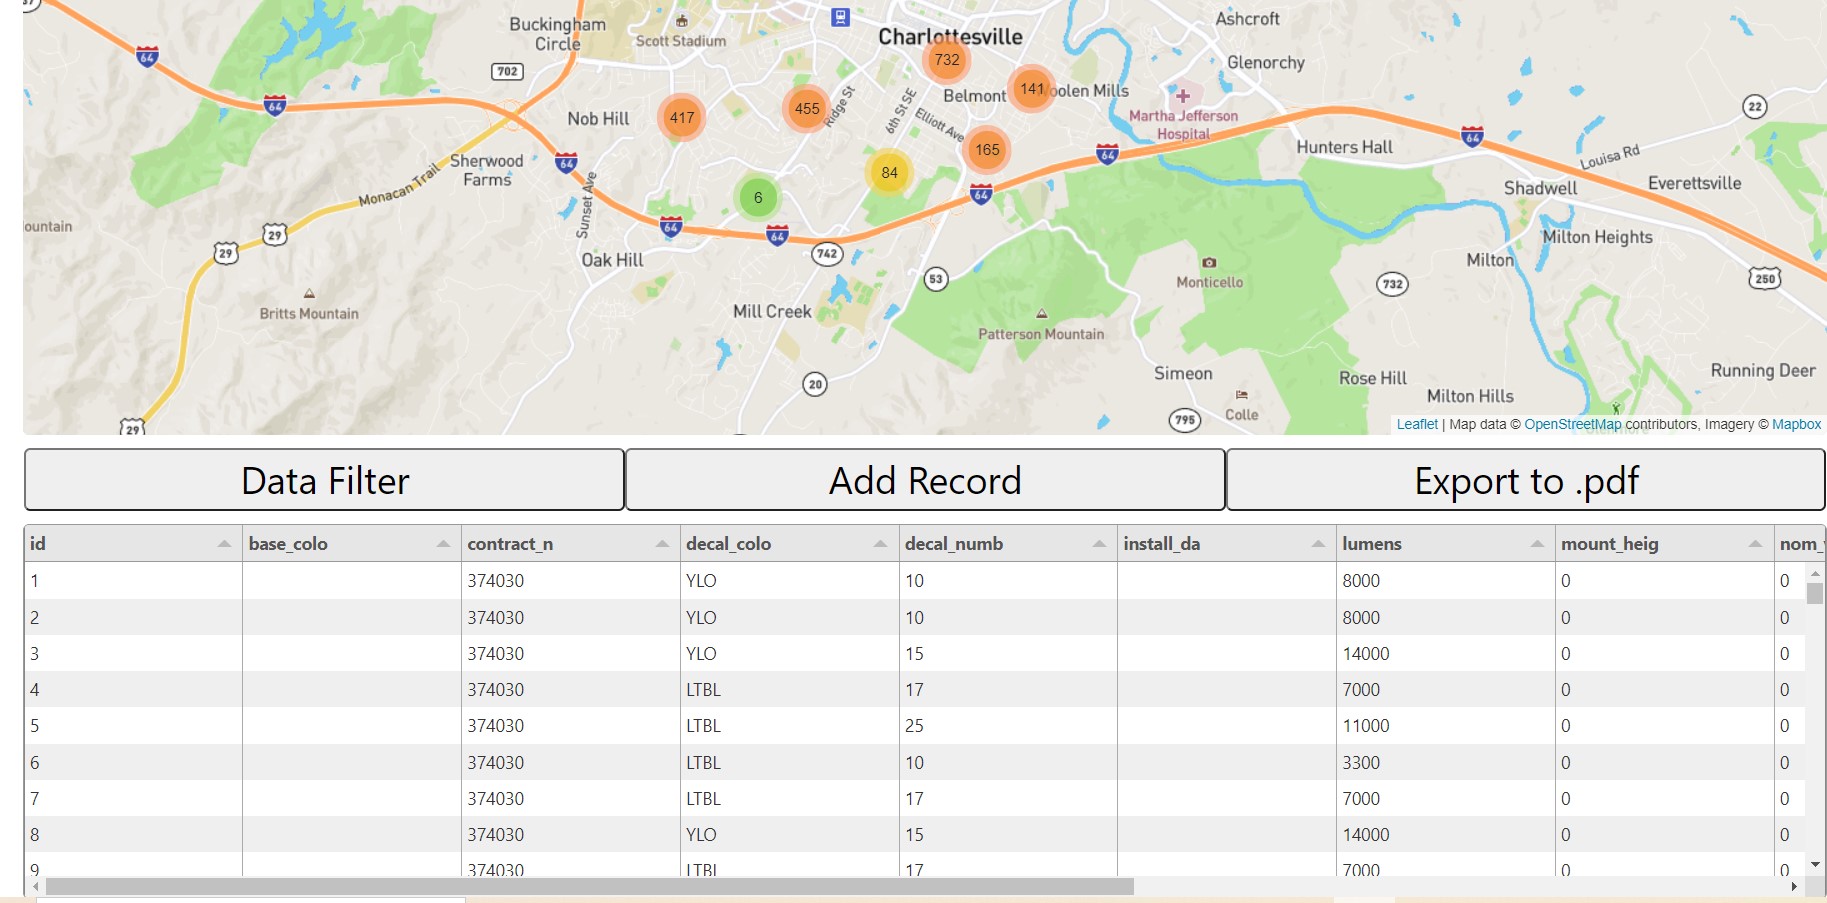 Buckingham
Circle
Scott Stadium
Charlottesville
Ashcroft
Glenorchy
64
702
732
141
Woolen Mills
Belmont
Martha Jefferson
Hospital
22
64
Nob Hill
417
455
Ridge St
6th St SE
Elliott Ave
165
64
64
Hunters Hall
Louisa Rd
Sherwood
Farms
64
Monacan Trail
84
6
64
Shadwell
Everettsville
Sunset Ave
64
64
29
29
742
Milton Heights
Oak Hill
53
Monticello
Milton
732
250
Britts Mountain
Mill Creek
Patterson Mountain
20
Simeon
Rose Hill
Running Deer
Milton Hills
Colle
795
29
Leaflet | Map data © OpenStreetMap contributors, Imagery © Mapbox
Data Filter Add Record Export to .pdf
id base_colo contract_n decal_colo decal_numb install_da lumens mount_heig nom_
1 374030 YLO 10 8000 0 0
2 374030 YLO 10 8000 0 0
3 374030 YLO 15 14000 0 0
4 374030 LTBL 17 7000 0 0
5 374030 LTBL 25 11000 0 0
6 374030 LTBL 10 3300 0 0
7 374030 LTBL 17 7000 0 0
8 374030 YLO 15 14000 0 0
9 374030 LTBL 17 7000 0 0